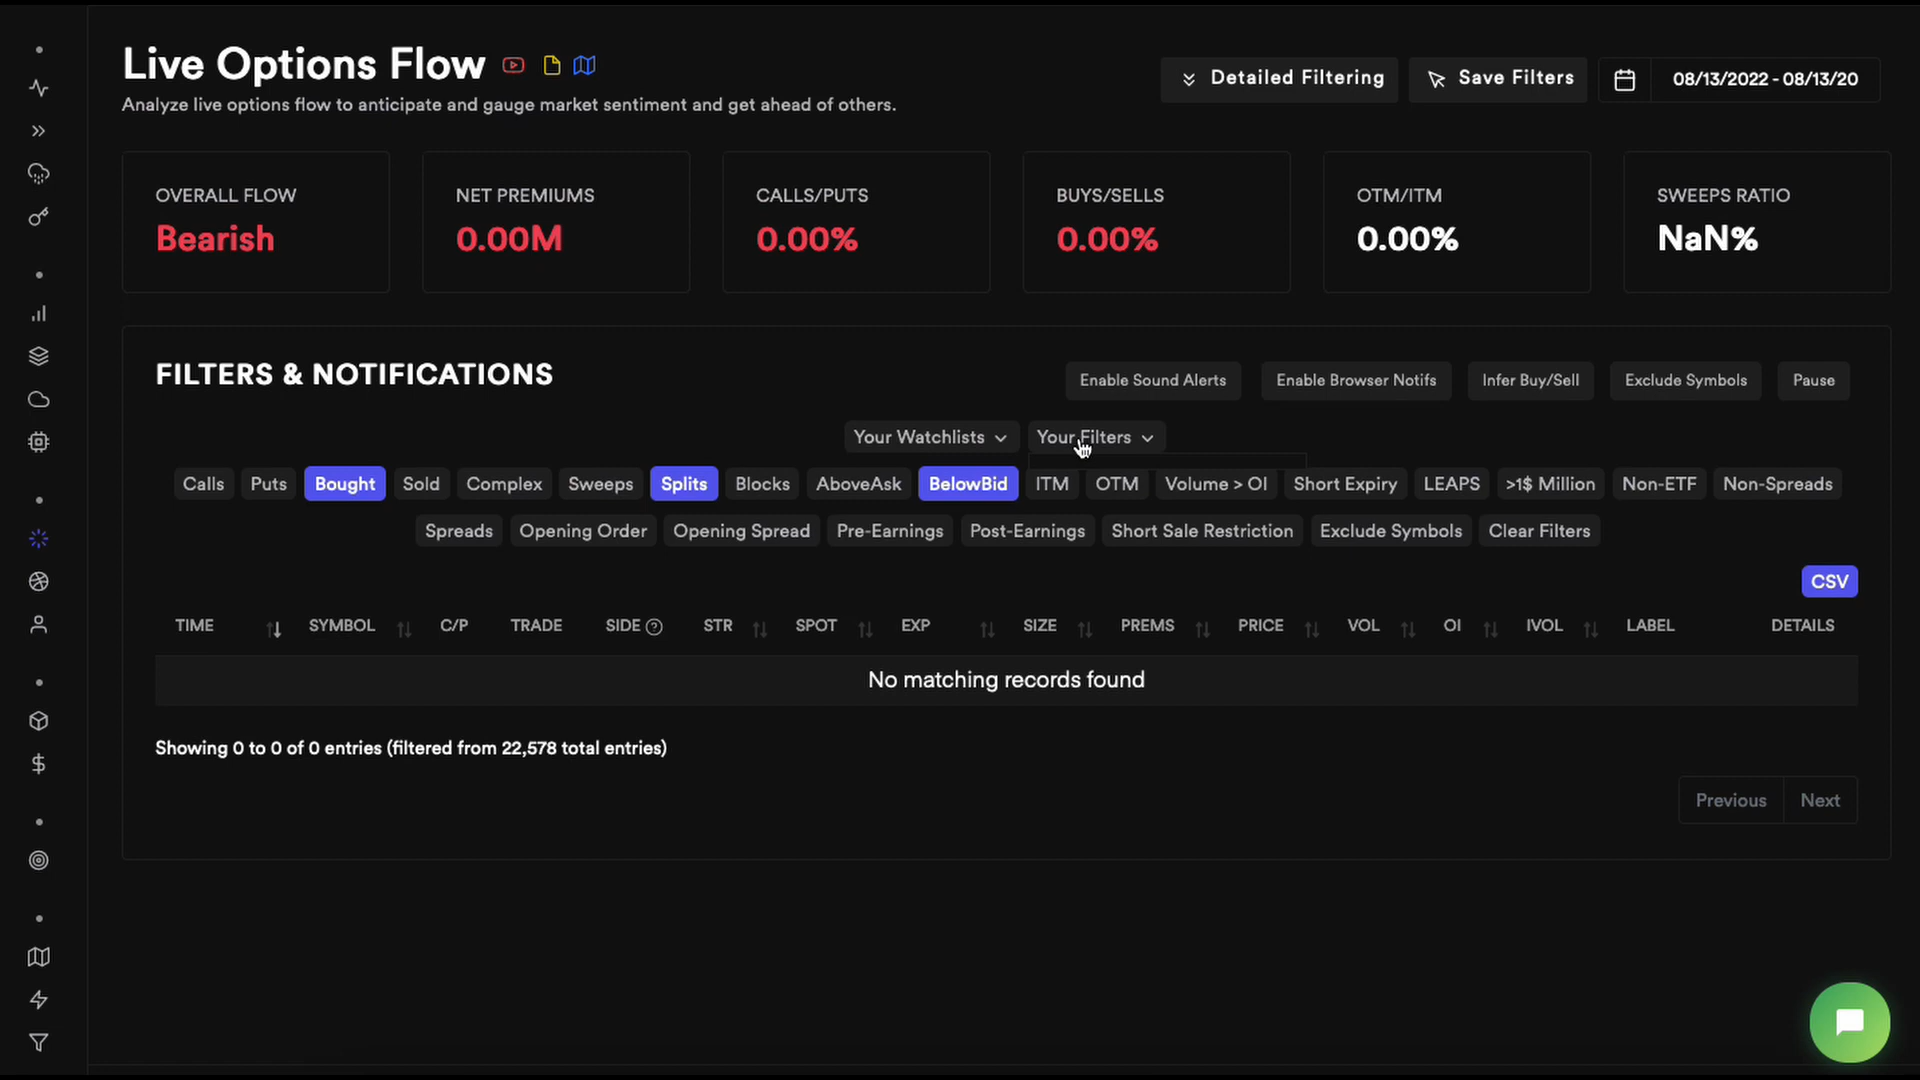 Live Options Flow
Analyze live options flow to anticipate and gauge market sentiment and get ahead of others.
Detailed Filtering
Save Filters
08/13/2022 - 08/13/20
OVERALL FLOW
Bearish
NET PREMIUMS
0.00M
CALLS/PUTS
0.00%
BUYS/SELLS
0.00%
OTM/ITM
0.00%
SWEEPS RATIO
NaN%
FILTERS & NOTIFICATIONS
Enable Sound Alerts
Enable Browser Notifs
Infer Buy/Sell
Exclude Symbols
Pause
Your Watchlists
Your Filters
Calls Puts Bought Sold Complex Sweeps Splits Blocks AboveAsk BelowBid ITM OTM Volume > OI Short Expiry LEAPS >1$ Million Non-ETF Non-Spreads
Spreads Opening Order Opening Spread Pre-Earnings Post-Earnings Short Sale Restriction Exclude Symbols Clear Filters
CSV
TIME SYMBOL C/P TRADE SIDE STR SPOT EXP SIZE PREMS PRICE VOL OI IVOL LABEL DETAILS
No matching records found
Showing 0 to 0 of 0 entries (filtered from 22,578 total entries)
Previous Next